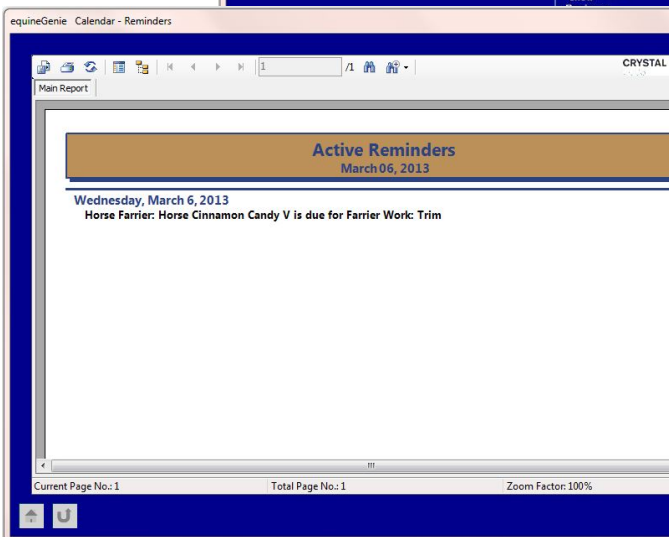 equineGenie Calendar - Reminders
1 /1 CRYSTAL
Main Report
Active Reminders
March 06, 2013
Wednesday, March 6, 2013
Horse Farrier: Horse Cinnamon Candy V is due for Farrier Work: Trim
Current Page No.: 1 Total Page No.: 1 Zoom Factor: 100%